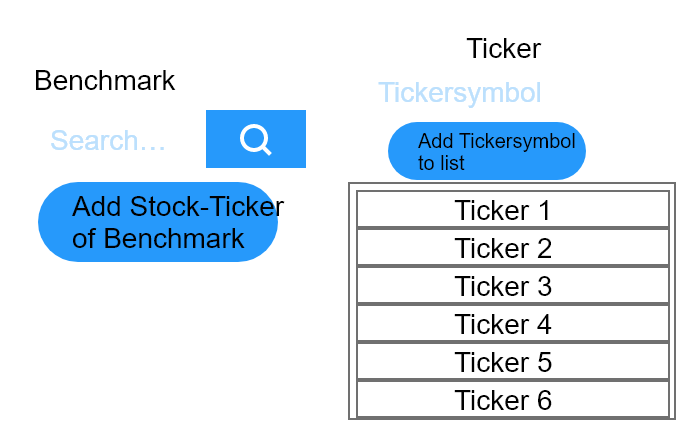 Benchmark
Search…
Add Stock-Ticker
of Benchmark
Ticker
Tickersymbol
Add Tickersymbol
to list
Ticker 1
Ticker 2
Ticker 3
Ticker 4
Ticker 5
Ticker 6